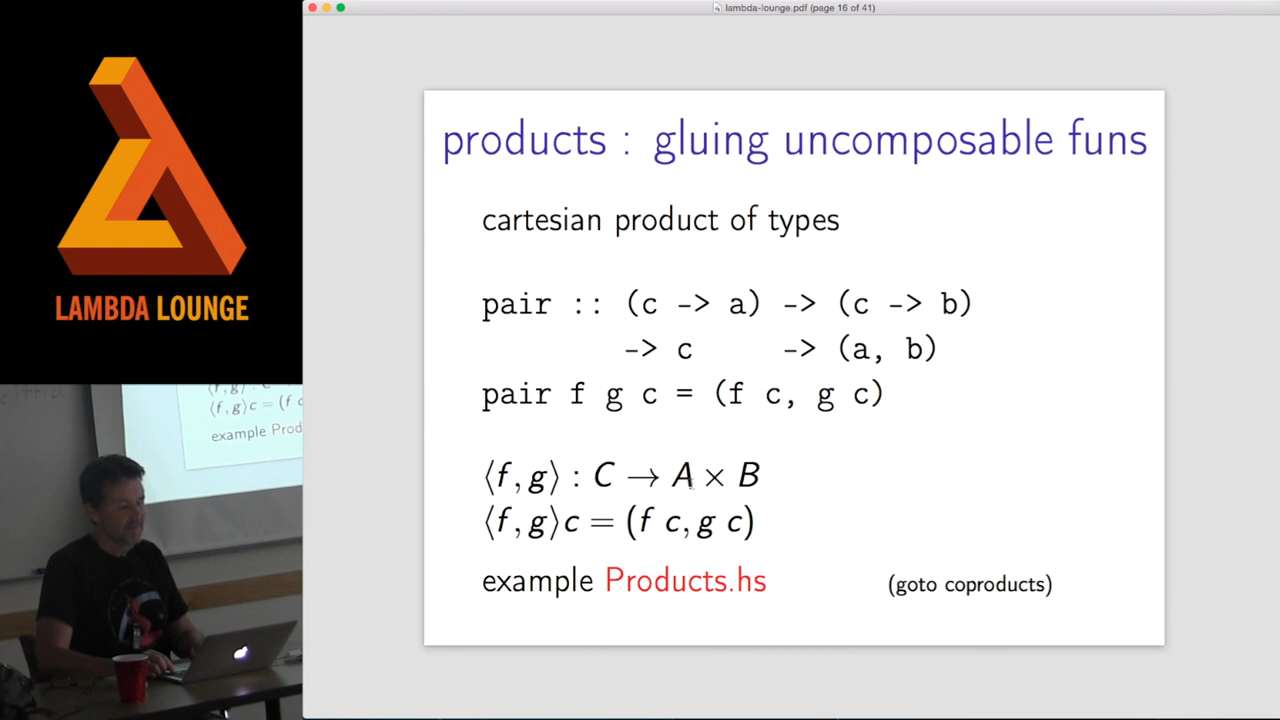 lambda-lounge.pdf (page 16 of 41)
LAMBDA LOUNGE
products : gluing uncomposable funs
cartesian product of types
pair :: (c -> a) -> (c -> b)
-> c -> (a, b)
pair f g c = (f c, g c)
⟨f, g⟩ : C → A × B
⟨f, g⟩c = (f c, g c)
example Products.hs (goto coproducts)
⟨f, g⟩c = (f c
example Prod